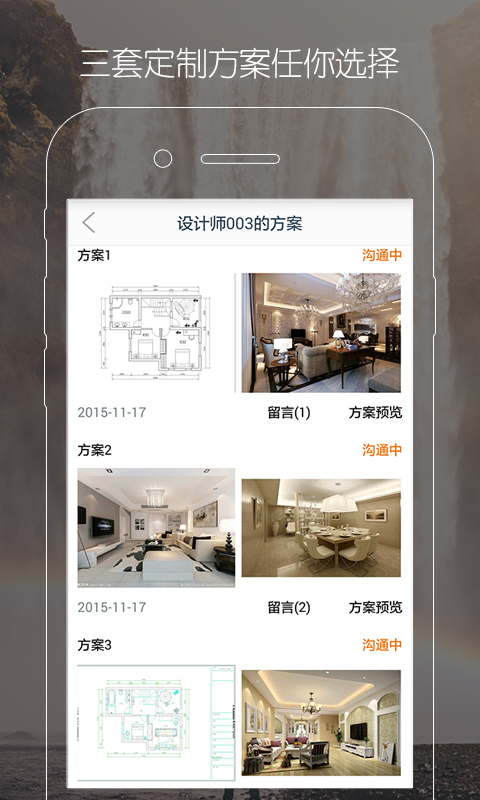 三套定制方案任你选择
设计师003的方案
方案1 沟通中
2015-11-17 留言(1) 方案预览
方案2 沟通中
2015-11-17 留言(2) 方案预览
方案3 沟通中